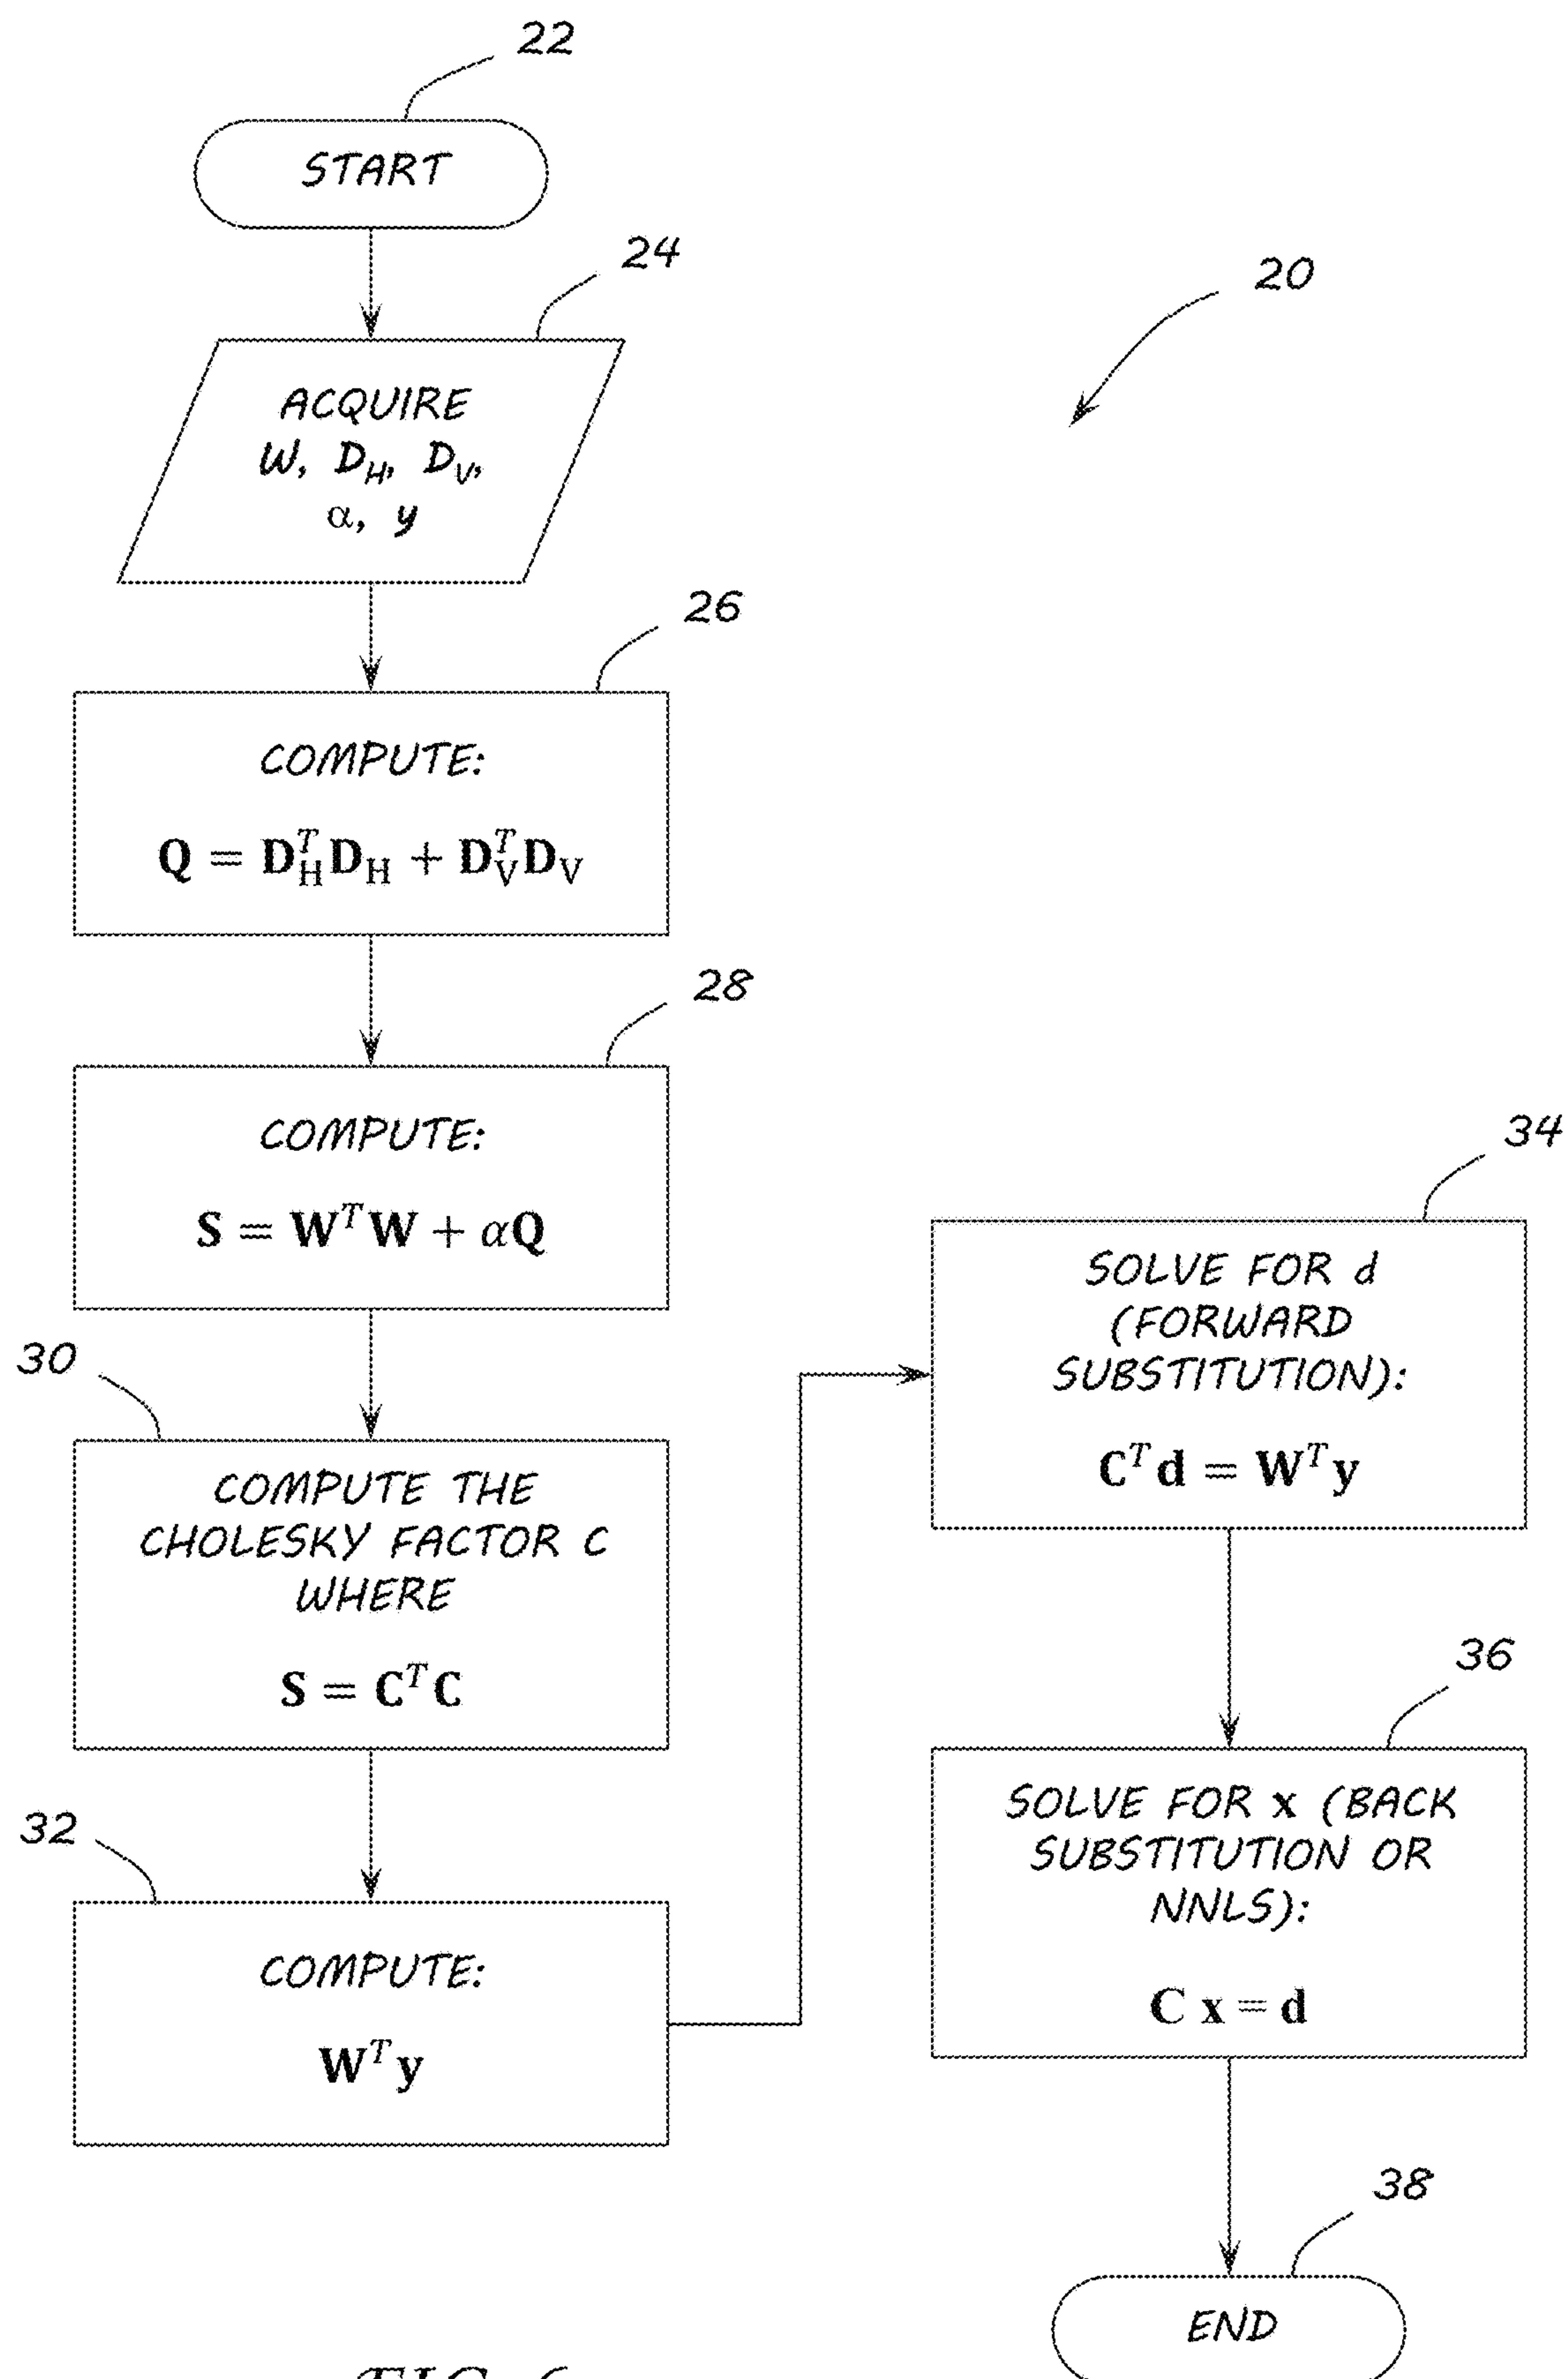 22
START
24
ACQUIRE
W, D_H, D_V,
α, y
20
26
COMPUTE:
Q = D_H^T D_H + D_V^T D_V
28
COMPUTE:
S = W^T W + αQ
30
COMPUTE THE
CHOLESKY FACTOR C
WHERE
S = C^T C
32
COMPUTE:
W^T y
34
SOLVE FOR d
(FORWARD
SUBSTITUTION):
C^T d = W^T y
36
SOLVE FOR x (BACK
SUBSTITUTION OR
NNLS):
C x = d
38
END